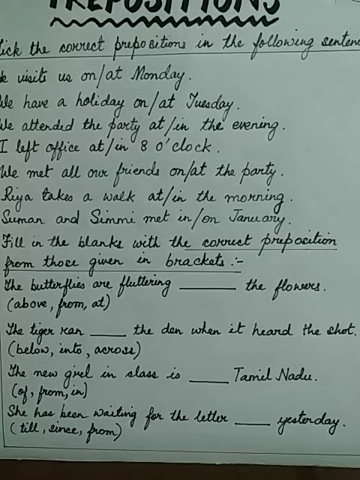 PREPOSITIONS
Tick the correct prepositions in the following senten
visits us on/at Monday.
We have a holiday on/at Tuesday.
We attended the party at/in the evening.
I left office at/in 8 O'clock.
We met all our friends on/at the party.
Riya takes a walk at/in the morning.
Suman and Simmi met in/on January.
Fill in the blanks with the correct preposition
from those given in brackets :-
The butterflies are fluttering ______ the flowers.
(above, from, at)
The tiger ran ____ the den when it heard the shot.
(below, into, across)
The new girl in class is ____ Tamil Nadu.
(of, from, in)
She has been waiting for the letter ____ yesterday.
(till, since, from)